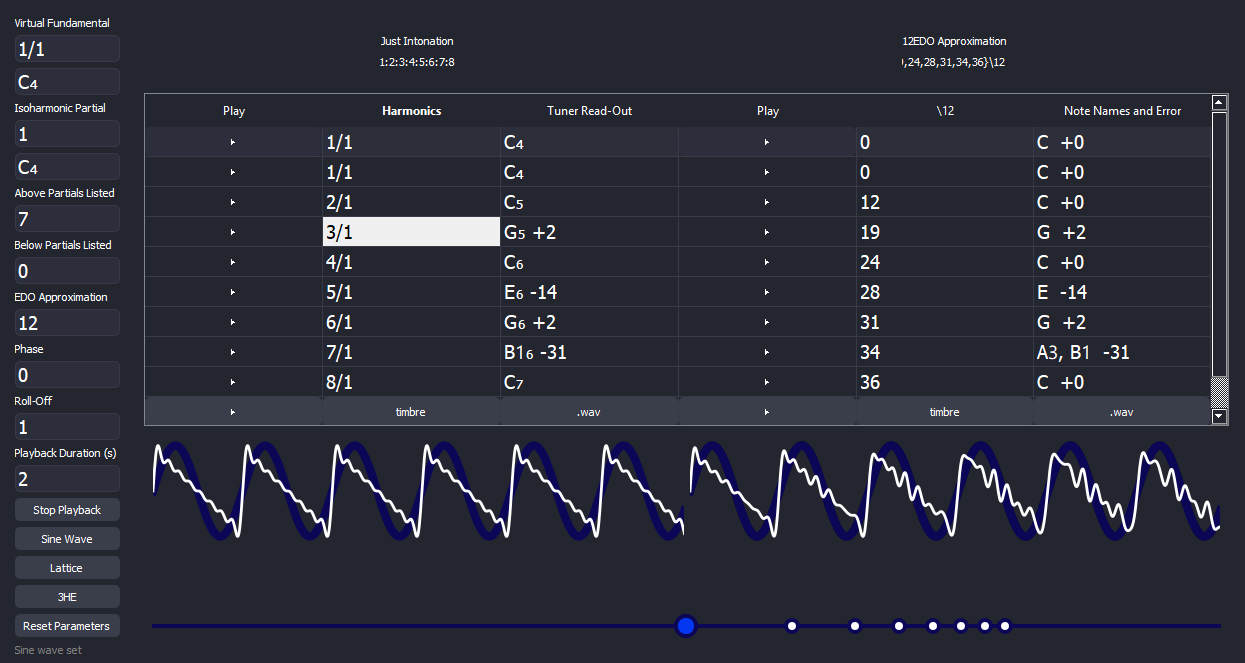 Virtual Fundamental
1/1
C₄
Isoharmonic Partial
1
C₄
Above Partials Listed
7
Below Partials Listed
0
EDO Approximation
12
Phase
0
Roll-Off
1
Playback Duration (s)
2
Stop Playback
Sine Wave
Lattice
3HE
Reset Parameters
Sine wave set
Just Intonation
1:2:3:4:5:6:7:8
12EDO Approximation
,24,28,31,34,36}\12
Play Harmonics Tuner Read-Out Play \12 Note Names and Error
1/1 C₄ 0 C +0
1/1 C₄ 0 C +0
2/1 C₅ 12 C +0
3/1 G₅ +2 19 G +2
4/1 C₆ 24 C +0
5/1 E₆ -14 28 E -14
6/1 G₆ +2 31 G +2
7/1 B1₆ -31 34 A3, B1 -31
8/1 C₇ 36 C +0
timbre .wav timbre .wav